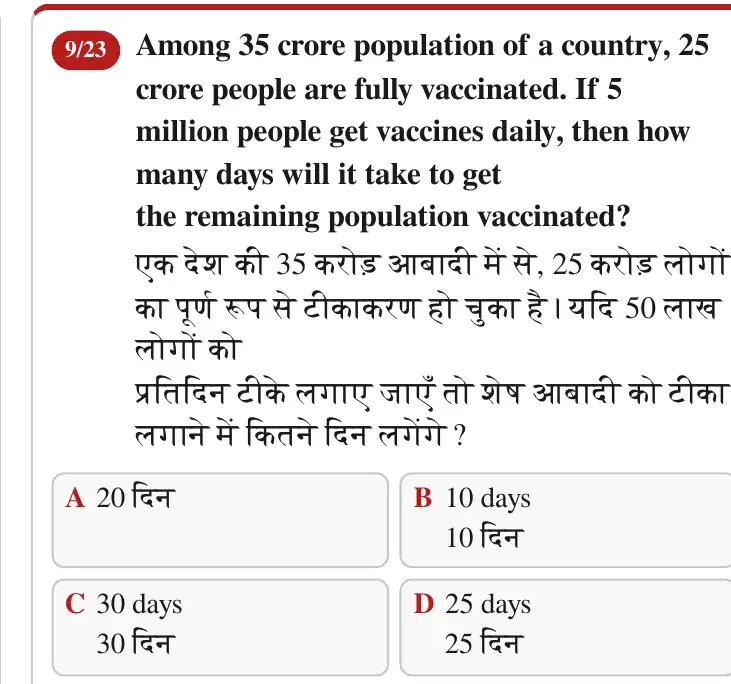 9/23 Among 35 crore population of a country, 25
crore people are fully vaccinated. If 5
million people get vaccines daily, then how
many days will it take to get
the remaining population vaccinated?
एक देश की 35 करोड़ आबादी में से, 25 करोड़ लोगों
का पूर्ण रूप से टीकाकरण हो चुका है। यदि 50 लाख
लोगों को
प्रतिदिन टीके लगाए जाएँ तो शेष आबादी को टीका
लगाने में कितने दिन लगेंगे ?
A 20 दिन
B 10 days
10 दिन
C 30 days
30 दिन
D 25 days
25 दिन